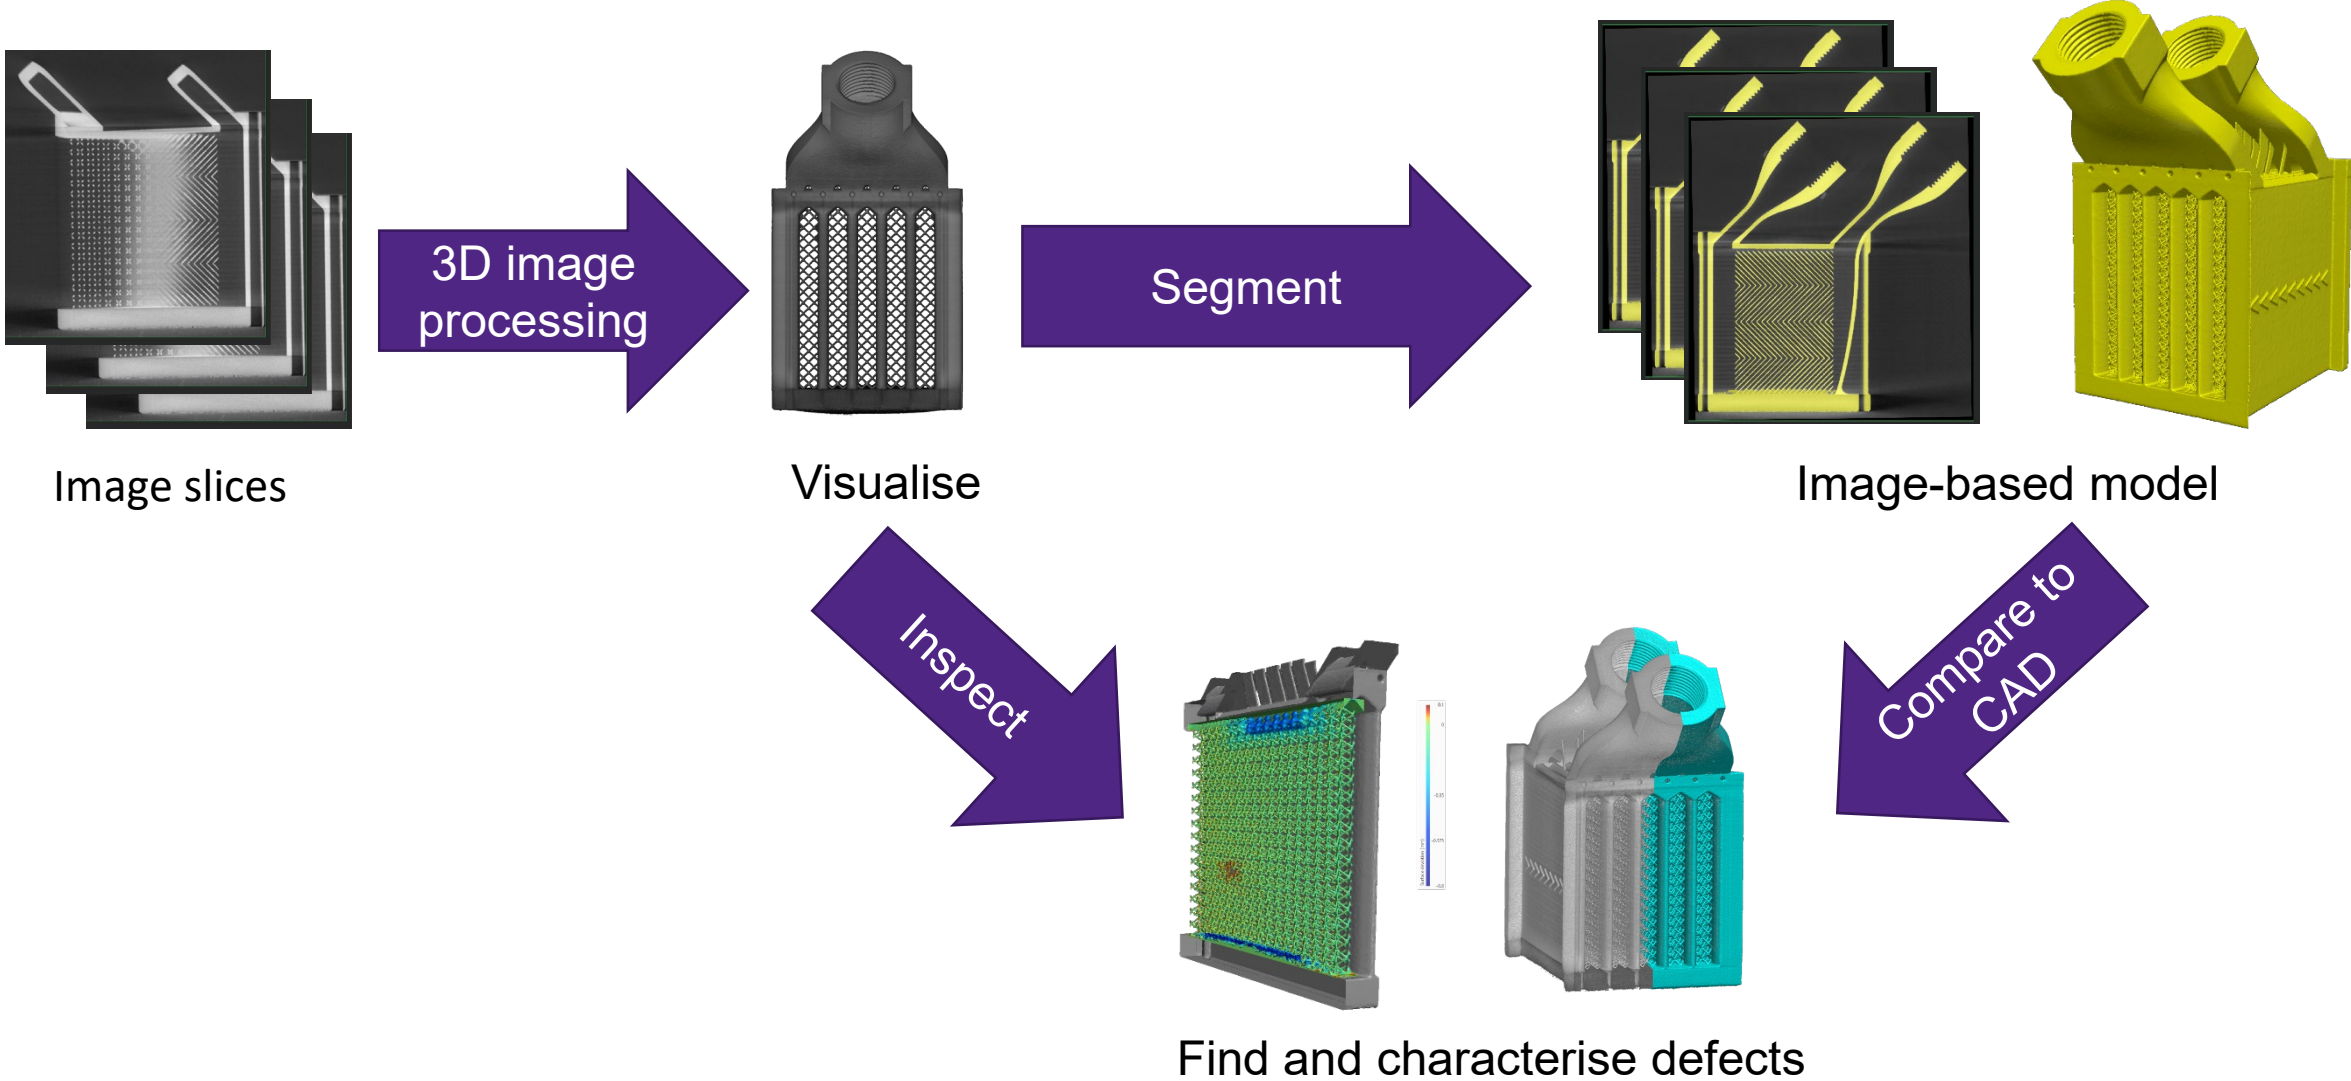 3D image
processing
Segment
Image slices
Visualise
Image-based model
Inspect
Compare to
CAD
Find and characterise defects